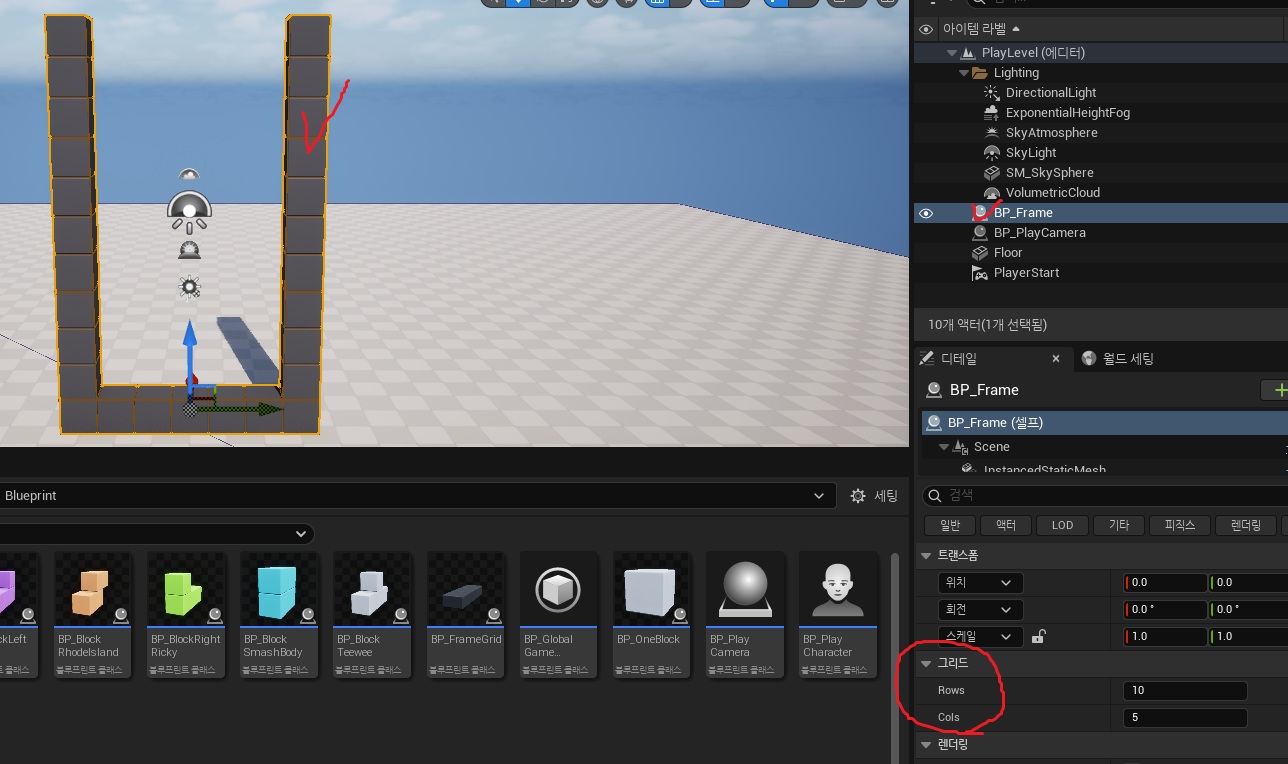 아이템 라벨
PlayLevel (에디터)
Lighting
DirectionalLight
ExponentialHeightFog
SkyAtmosphere
SkyLight
SM_SkySphere
VolumetricCloud
BP_Frame
BP_PlayCamera
Floor
PlayerStart
10개 액터(1개 선택됨)
디테일
월드 세팅
BP_Frame
BP_Frame (셀프)
Scene
InstancedStaticMesh
검색
일반 액터 LOD 기타 피직스 렌더링
트랜스폼
위치 0.0 0.0
회전 0.0 ° 0.0 °
스케일 1.0 1.0
그리드
Rows 10
Cols 5
렌더링
Blueprint
세팅
ckLeft
블루프린트 클래스
BP_Block
RhodeIsland
블루프린트 클래스
BP_BlockRight
Ricky
블루프린트 클래스
BP_Block
SmashBody
블루프린트 클래스
BP_Block
Teewee
블루프린트 클래스
BP_FrameGrid
블루프린트 클래스
BP_Global
Game...
블루프린트 클래스
BP_OneBlock
블루프린트 클래스
BP_Play
Camera
블루프린트 클래스
BP_Play
Character
블루프린트 클래스